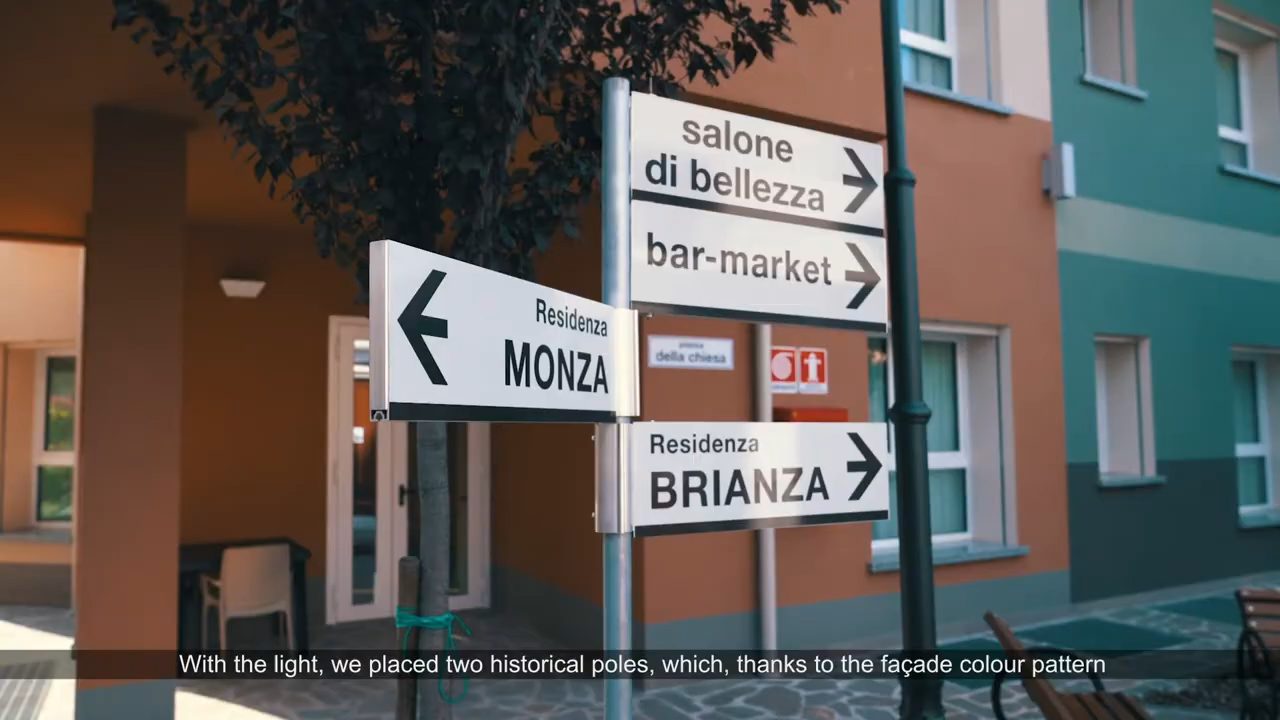 salone
di bellezza
bar-market
Residenza
MONZA
della chiesa
Residenza
BRIANZA
With the light, we placed two historical poles, which, thanks to the façade colour pattern